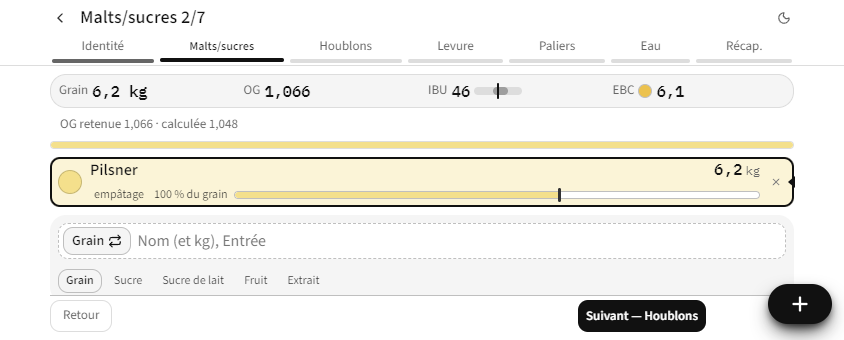 Malts/sucres 2/7
Identité Malts/sucres Houblons Levure Paliers Eau Récap.
Grain 6,2 kg OG 1,066 IBU 46 EBC 6,1
OG retenue 1,066 · calculée 1,048
Pilsner 6,2 kg
empâtage 100 % du grain ×
Grain Nom (et kg), Entrée
Grain Sucre Sucre de lait Fruit Extrait
Retour Suivant — Houblons +